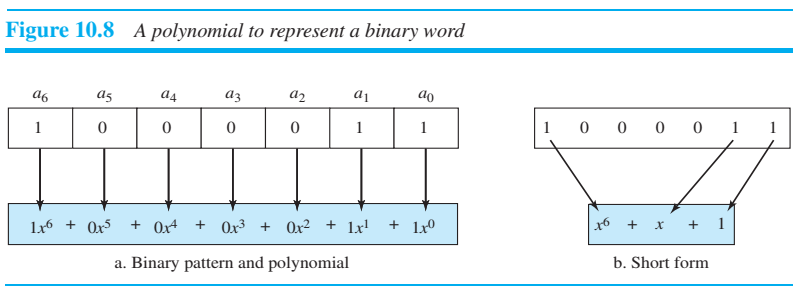 Figure 10.8 A polynomial to represent a binary word
a6 a5 a4 a3 a2 a1 a0
1 0 0 0 0 1 1
1 0 0 0 0 1 1
1x⁶ + 0x⁵ + 0x⁴ + 0x³ + 0x² + 1x¹ + 1x⁰
x⁶ + x + 1
a. Binary pattern and polynomial
b. Short form